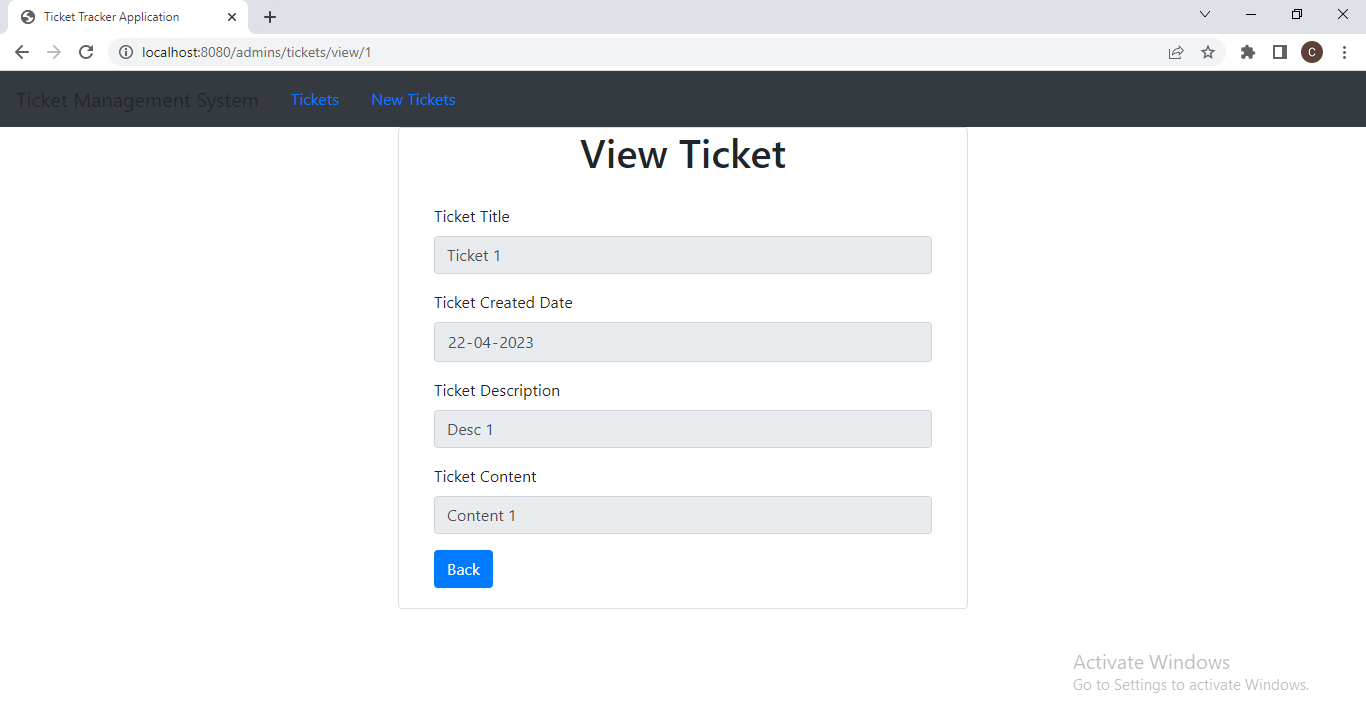 Ticket Tracker Application
localhost:8080/admins/tickets/view/1
C
Ticket Management System Tickets New Tickets
View Ticket
Ticket Title
Ticket 1
Ticket Created Date
22-04-2023
Ticket Description
Desc 1
Ticket Content
Content 1
Back
Activate Windows
Go to Settings to activate Windows.